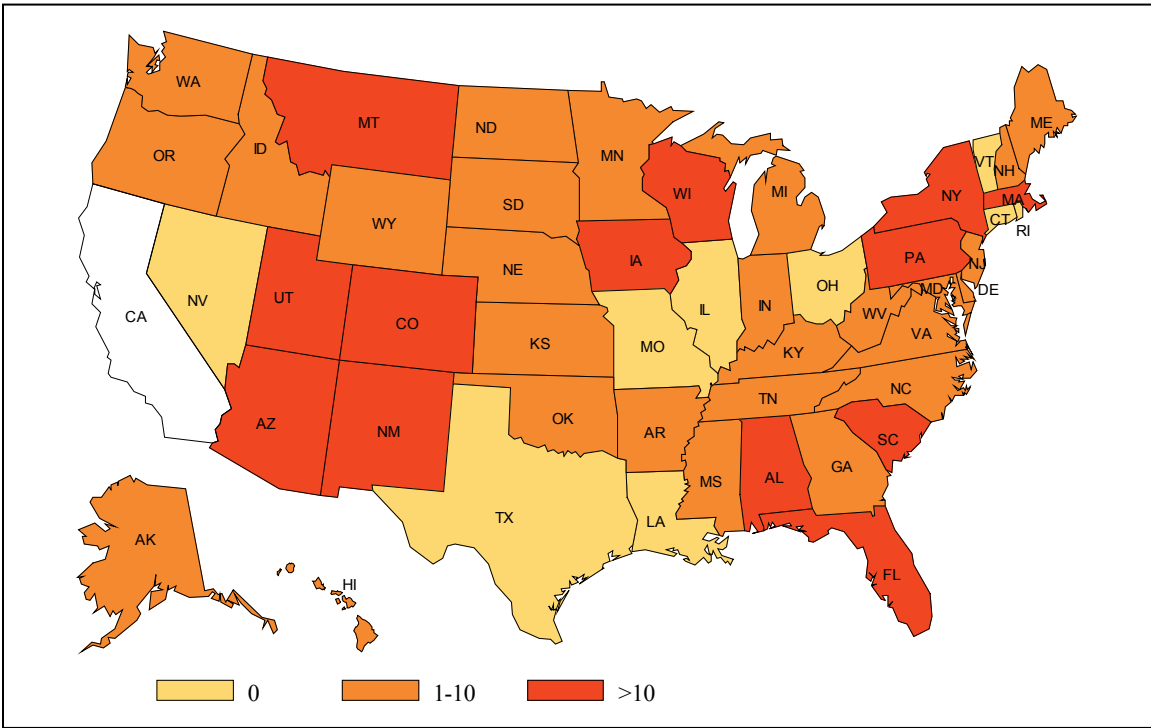 WA
MT
ND
MN
ME
OR
ID
SD
WI
MI
VT
NH
NY
MA
WY
CT
RI
NE
IA
PA
NJ
NV
UT
IL
IN
OH
MD
DE
CA
CO
KS
MO
WV
VA
KY
AZ
NM
OK
AR
TN
NC
SC
TX
LA
MS
AL
GA
AK
HI
FL
0
1-10
>10